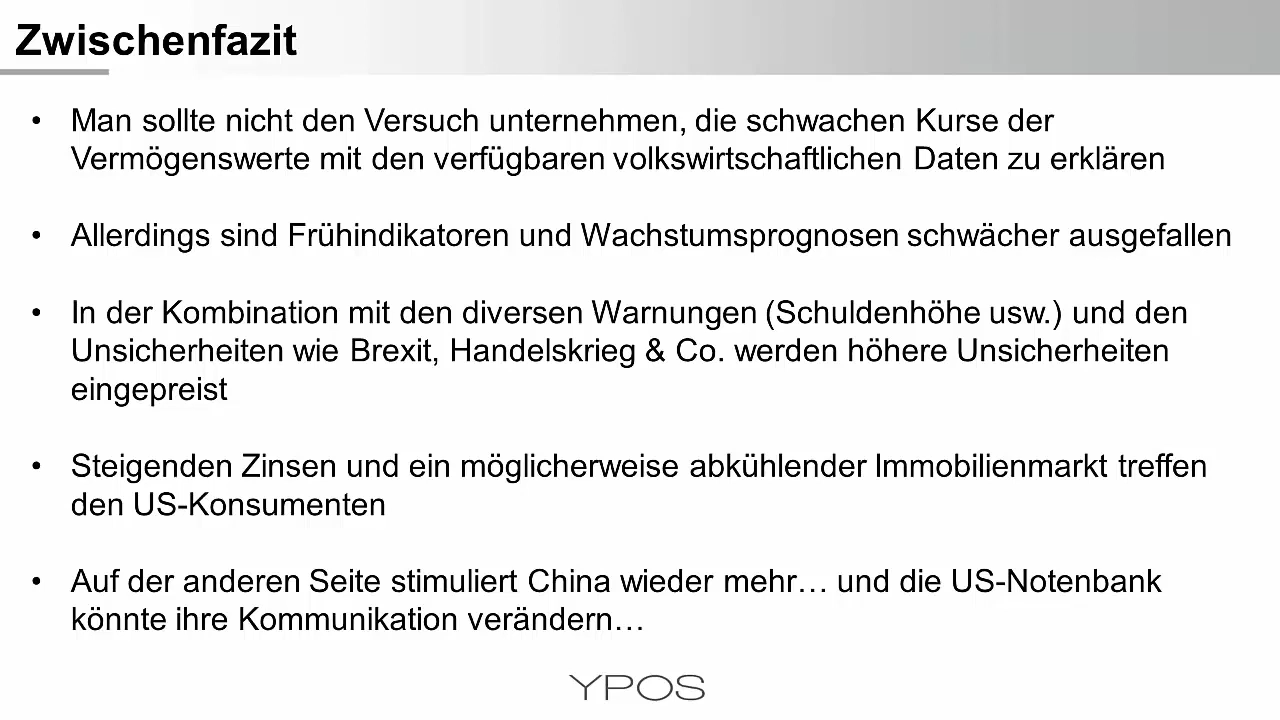 Zwischenfazit
• Man sollte nicht den Versuch unternehmen, die schwachen Kurse der
Vermögenswerte mit den verfügbaren volkswirtschaftlichen Daten zu erklären
• Allerdings sind Frühindikatoren und Wachstumsprognosen schwächer ausgefallen
• In der Kombination mit den diversen Warnungen (Schuldenhöhe usw.) und den
Unsicherheiten wie Brexit, Handelskrieg & Co. werden höhere Unsicherheiten
eingepreist
• Steigenden Zinsen und ein möglicherweise abkühlender Immobilienmarkt treffen
den US-Konsumenten
• Auf der anderen Seite stimuliert China wieder mehr… und die US-Notenbank
könnte ihre Kommunikation verändern…
YPOS